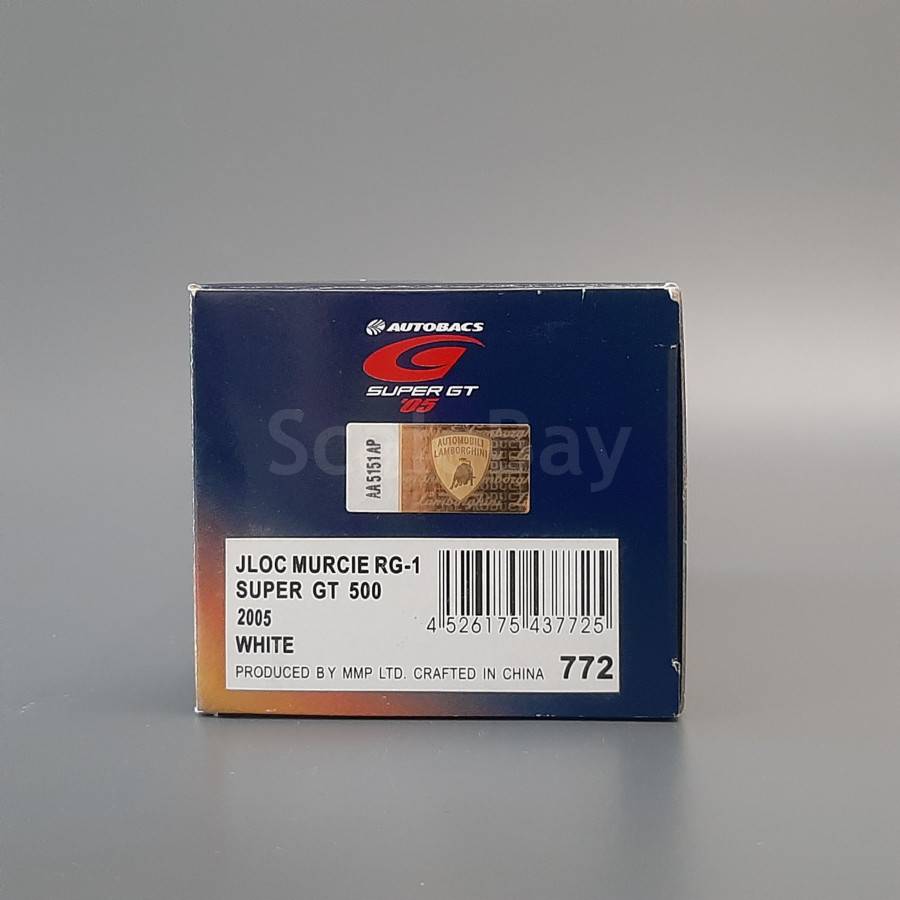 AUTOBACS
SUPER GT
'05
AA5151AP
AUTOMOBILI
LAMBORGHINI
JLOC MURCIE RG-1
SUPER GT 500
2005
WHITE
4 526175 437725
PRODUCED BY MMP LTD. CRAFTED IN CHINA 772